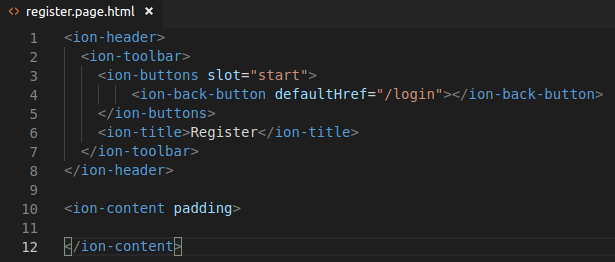 <> register.page.html ×
1 <ion-header>
2   <ion-toolbar>
3     <ion-buttons slot="start">
4         <ion-back-button defaultHref="/login"></ion-back-button>
5     </ion-buttons>
6     <ion-title>Register</ion-title>
7   </ion-toolbar>
8 </ion-header>
9
10 <ion-content padding>
11
12 </ion-content>